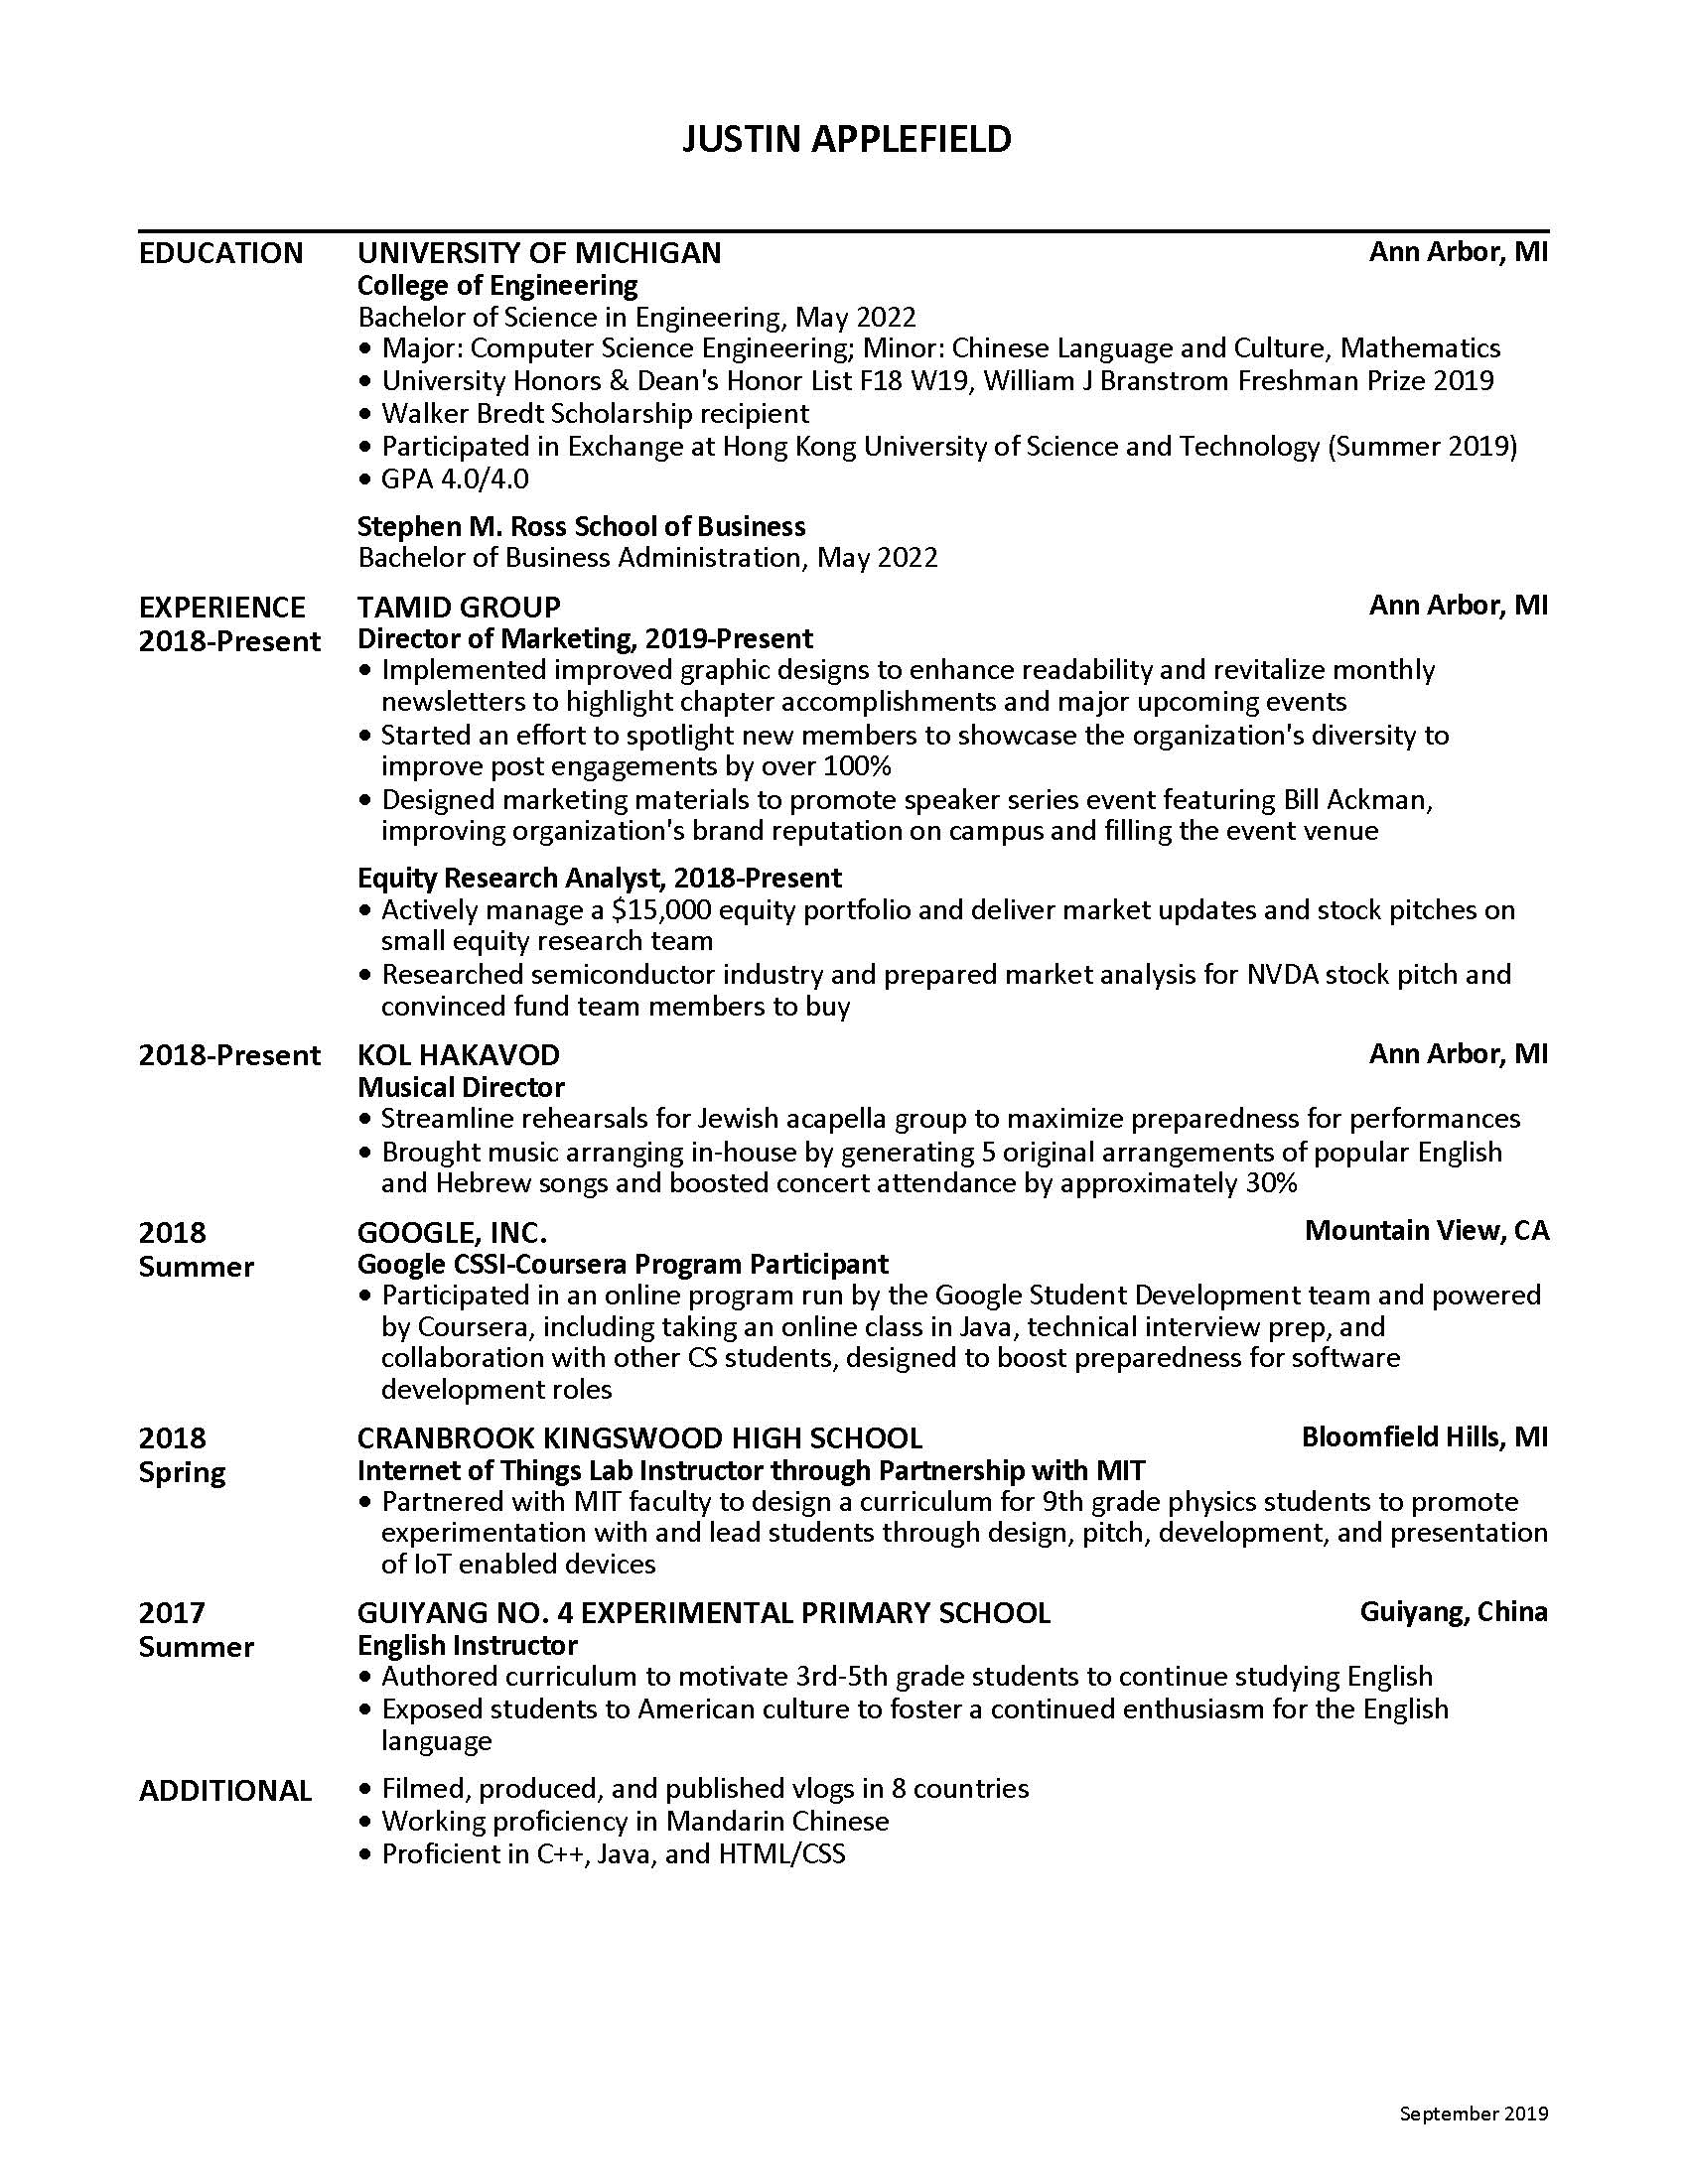 JUSTIN APPLEFIELD
EDUCATION UNIVERSITY OF MICHIGAN Ann Arbor, MI
College of Engineering
Bachelor of Science in Engineering, May 2022
• Major: Computer Science Engineering; Minor: Chinese Language and Culture, Mathematics
• University Honors & Dean's Honor List F18 W19, William J Branstrom Freshman Prize 2019
• Walker Bredt Scholarship recipient
• Participated in Exchange at Hong Kong University of Science and Technology (Summer 2019)
• GPA 4.0/4.0
Stephen M. Ross School of Business
Bachelor of Business Administration, May 2022
EXPERIENCE TAMID GROUP Ann Arbor, MI
2018-Present Director of Marketing, 2019-Present
• Implemented improved graphic designs to enhance readability and revitalize monthly
newsletters to highlight chapter accomplishments and major upcoming events
• Started an effort to spotlight new members to showcase the organization's diversity to
improve post engagements by over 100%
• Designed marketing materials to promote speaker series event featuring Bill Ackman,
improving organization's brand reputation on campus and filling the event venue
Equity Research Analyst, 2018-Present
• Actively manage a $15,000 equity portfolio and deliver market updates and stock pitches on
small equity research team
• Researched semiconductor industry and prepared market analysis for NVDA stock pitch and
convinced fund team members to buy
2018-Present KOL HAKAVOD Ann Arbor, MI
Musical Director
• Streamline rehearsals for Jewish acapella group to maximize preparedness for performances
• Brought music arranging in-house by generating 5 original arrangements of popular English
and Hebrew songs and boosted concert attendance by approximately 30%
2018 GOOGLE, INC. Mountain View, CA
Summer Google CSSI-Coursera Program Participant
• Participated in an online program run by the Google Student Development team and powered
by Coursera, including taking an online class in Java, technical interview prep, and
collaboration with other CS students, designed to boost preparedness for software
development roles
2018 CRANBROOK KINGSWOOD HIGH SCHOOL Bloomfield Hills, MI
Spring Internet of Things Lab Instructor through Partnership with MIT
• Partnered with MIT faculty to design a curriculum for 9th grade physics students to promote
experimentation with and lead students through design, pitch, development, and presentation
of IoT enabled devices
2017 GUIYANG NO. 4 EXPERIMENTAL PRIMARY SCHOOL Guiyang, China
Summer English Instructor
• Authored curriculum to motivate 3rd-5th grade students to continue studying English
• Exposed students to American culture to foster a continued enthusiasm for the English
language
ADDITIONAL • Filmed, produced, and published vlogs in 8 countries
• Working proficiency in Mandarin Chinese
• Proficient in C++, Java, and HTML/CSS
September 2019